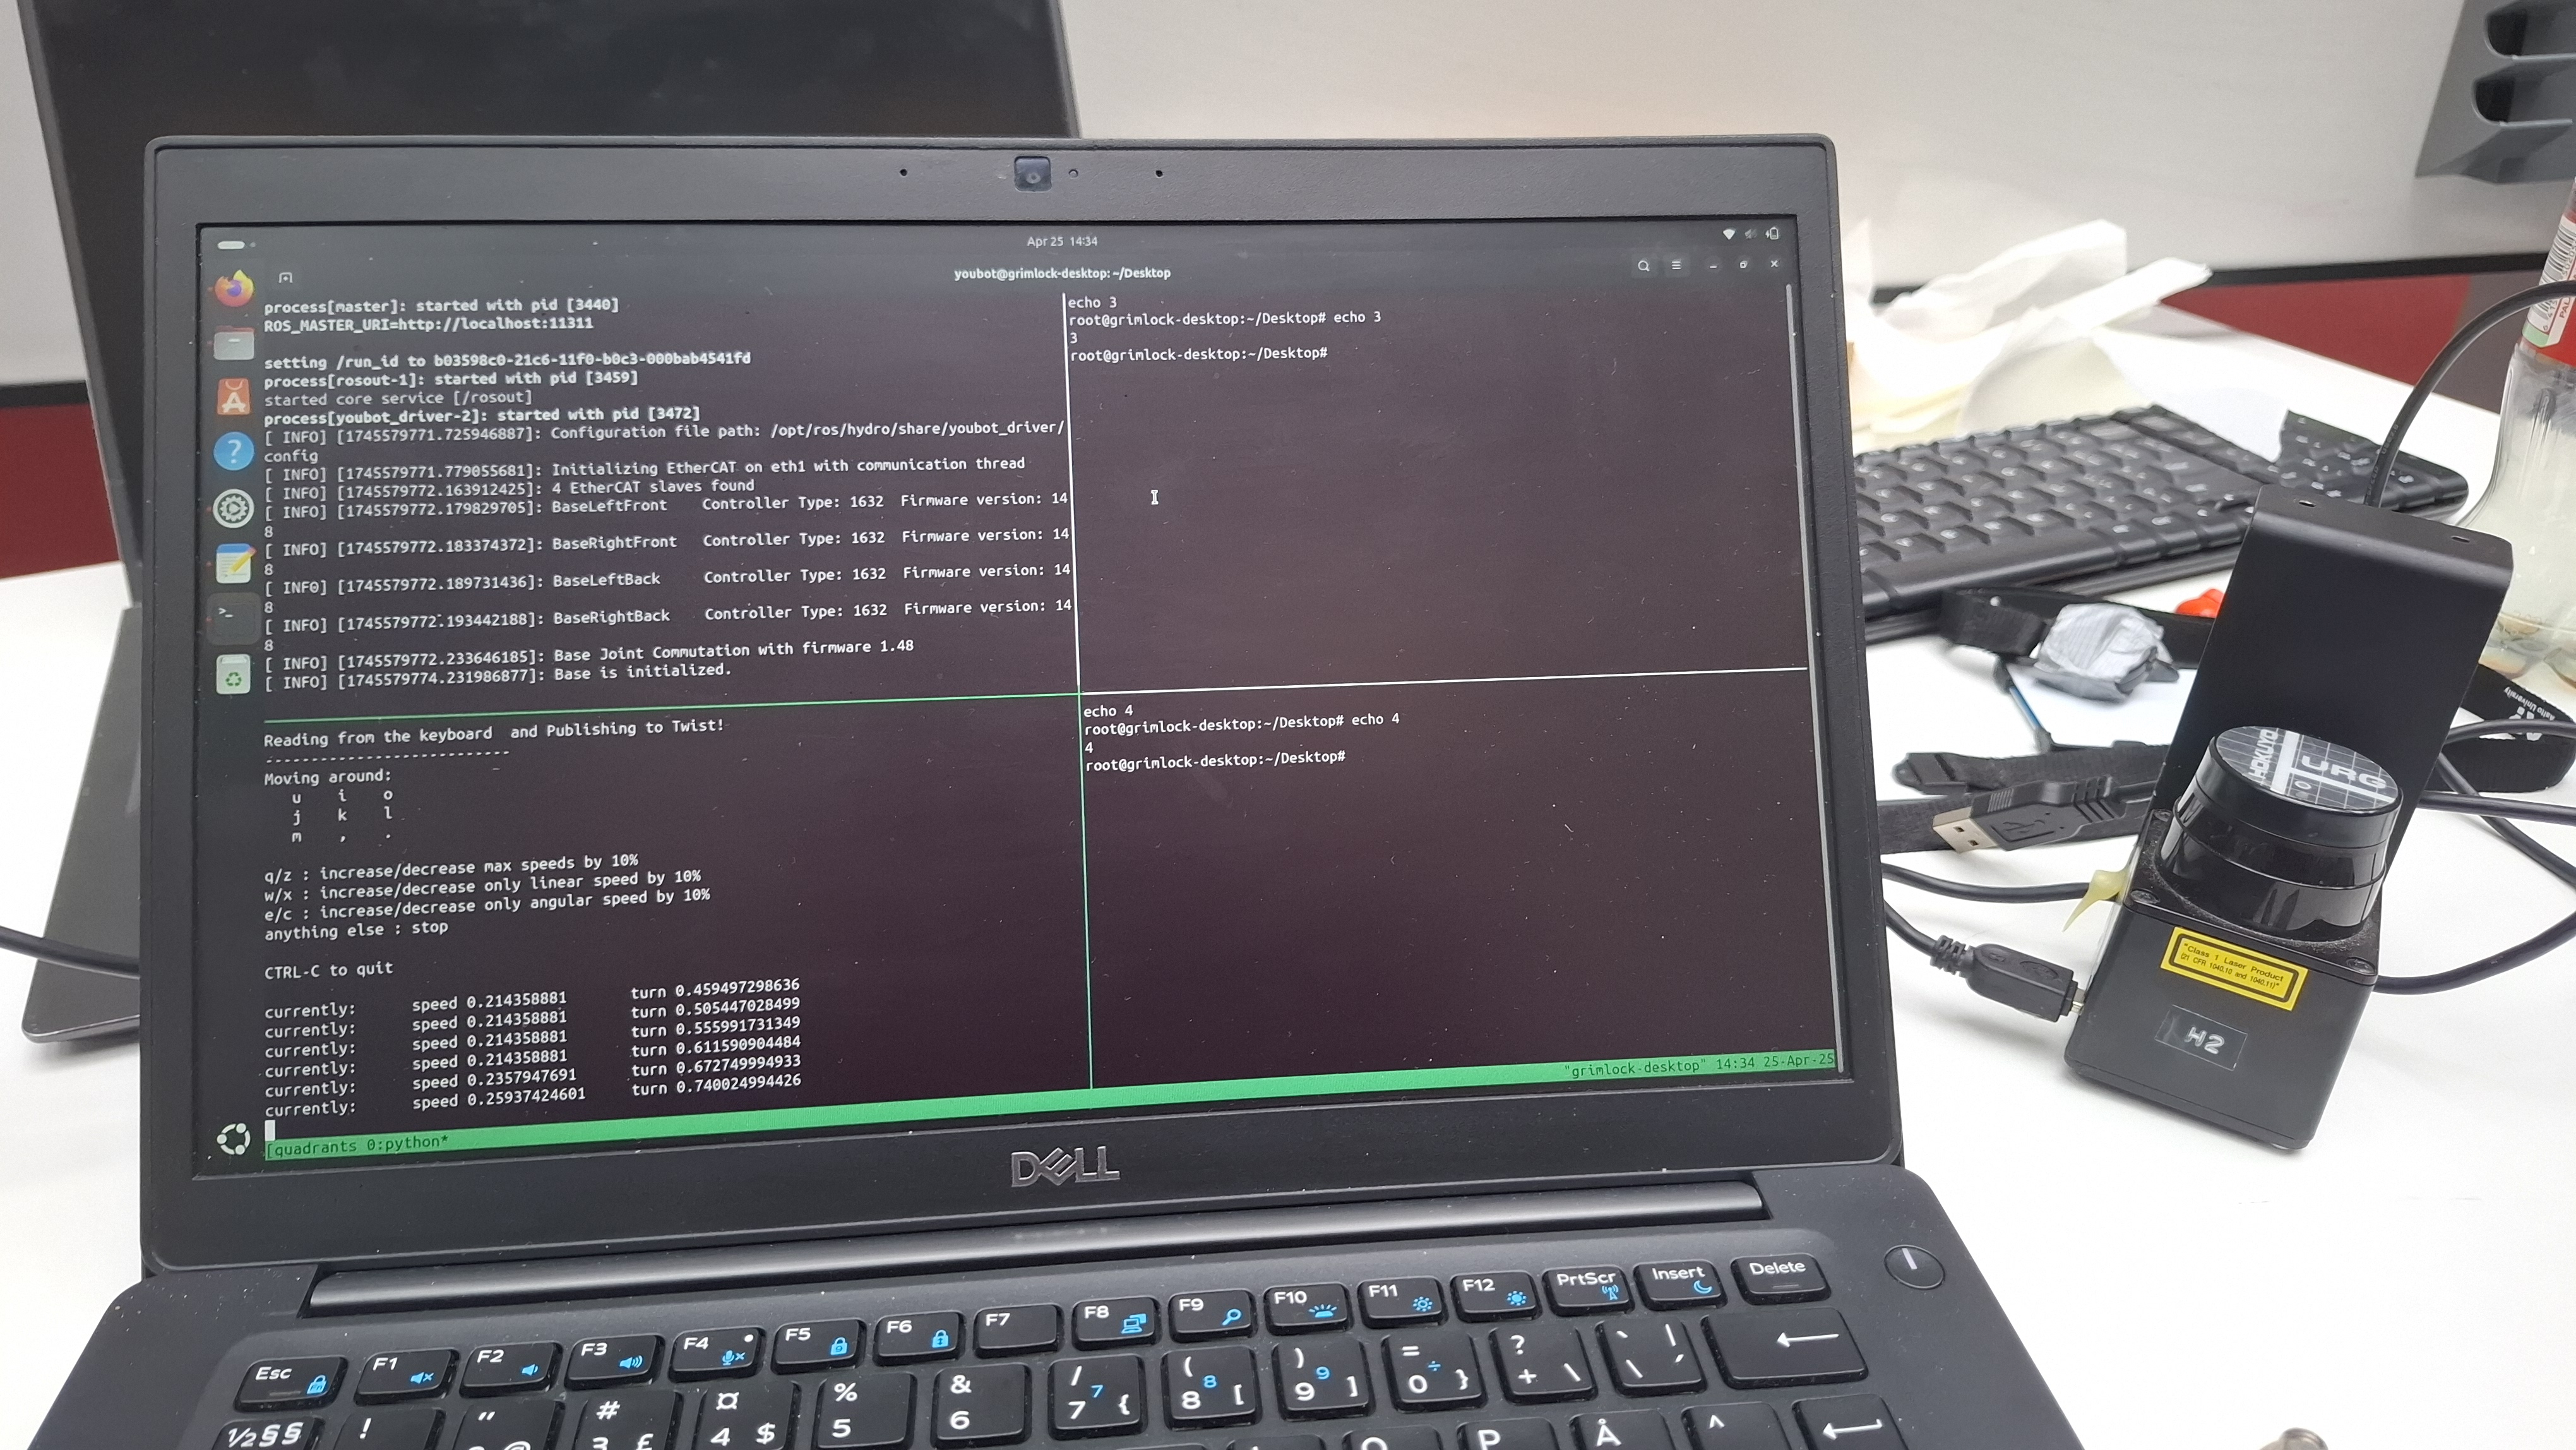 Apr 25 14:34
youbot@grimlock-desktop: ~/Desktop
process[master]: started with pid [3440]
ROS_MASTER_URI=http://localhost:11311
setting /run_id to b03598c0-21c6-11f0-b0c3-000bab4541fd
process[rosout-1]: started with pid [3459]
started core service [/rosout]
process[youbot_driver-2]: started with pid [3472]
[ INFO] [1745579771.725946887]: Configuration file path: /opt/ros/hydro/share/youbot_driver/
config
[ INFO] [1745579771.779055681]: Initializing EtherCAT on eth1 with communication thread
[ INFO] [1745579772.163912425]: 4 EtherCAT slaves found
[ INFO] [1745579772.179829705]: BaseLeftFront Controller Type: 1632 Firmware version: 14
8
[ INFO] [1745579772.183374372]: BaseRightFront Controller Type: 1632 Firmware version: 14
8
[ INFO] [1745579772.189731436]: BaseLeftBack Controller Type: 1632 Firmware version: 14
8
[ INFO] [1745579772.193442188]: BaseRightBack Controller Type: 1632 Firmware version: 14
8
[ INFO] [1745579772.233646185]: Base Joint Commutation with firmware 1.48
[ INFO] [1745579774.231986877]: Base is initialized.
echo 3
root@grimlock-desktop:~/Desktop# echo 3
3
root@grimlock-desktop:~/Desktop#
Reading from the keyboard and Publishing to Twist!
---------------------------
Moving around:
u i o
j k l
m , .
q/z : increase/decrease max speeds by 10%
w/x : increase/decrease only linear speed by 10%
e/c : increase/decrease only angular speed by 10%
anything else : stop
CTRL-C to quit
currently: speed 0.214358881 turn 0.459497298636
currently: speed 0.214358881 turn 0.505447028499
currently: speed 0.214358881 turn 0.555991731349
currently: speed 0.214358881 turn 0.611590904484
currently: speed 0.2357947691 turn 0.672749994933
currently: speed 0.25937424601 turn 0.740024994426
echo 4
root@grimlock-desktop:~/Desktop# echo 4
4
root@grimlock-desktop:~/Desktop#
[quadrants 0:python* "grimlock-desktop" 14:34 25-Apr-25
DELL
Esc F1 F2 F3 F4 F5 F6 F7 F8 F9 F10 F11 F12 PrtScr Insert Delete
½§§ ! " # ¤ % & / ( ) = ? ` !
3 £ 4 $ 5 6 7 7 { 8 8 [ 9 9 ] 0 } + \ \ ´
P Å ^
HOKUYO
URG
"Class 1 Laser Product
(21 CFR 1040.10 and 1040.11)"
H2
Aalto University